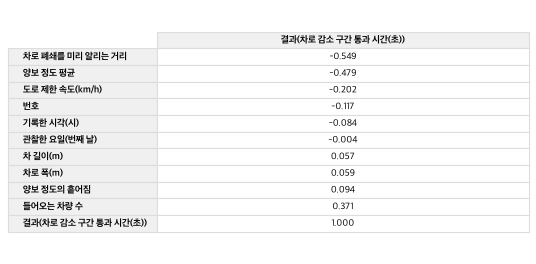 결과(차로 감소 구간 통과 시간(초))
차로 폐쇄를 미리 알리는 거리 -0.549
양보 정도 평균 -0.479
도로 제한 속도(km/h) -0.202
번호 -0.117
기록한 시각(시) -0.084
관찰한 요일(번째 날) -0.004
차 길이(m) 0.057
차로 폭(m) 0.059
양보 정도의 흩어짐 0.094
들어오는 차량 수 0.371
결과(차로 감소 구간 통과 시간(초)) 1.000